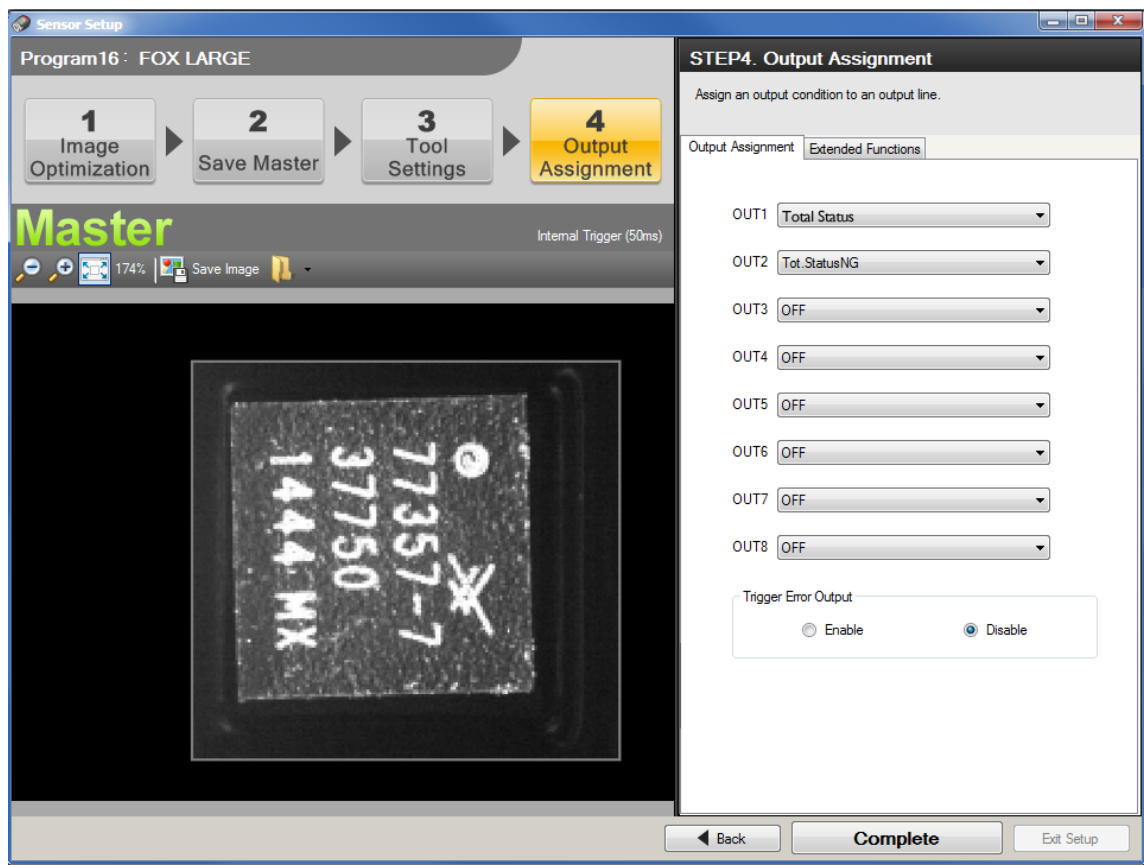 Sensor Setup
Program16 : FOX LARGE
1
Image
Optimization
2
Save Master
3
Tool
Settings
4
Output
Assignment
Master
Internal Trigger (50ms)
174%
Save Image
77357-7
37750
1444 MX
STEP4. Output Assignment
Assign an output condition to an output line.
Output Assignment
Extended Functions
OUT1 Total Status
OUT2 Tot.StatusNG
OUT3 OFF
OUT4 OFF
OUT5 OFF
OUT6 OFF
OUT7 OFF
OUT8 OFF
Trigger Error Output
Enable
Disable
Back
Complete
Exit Setup